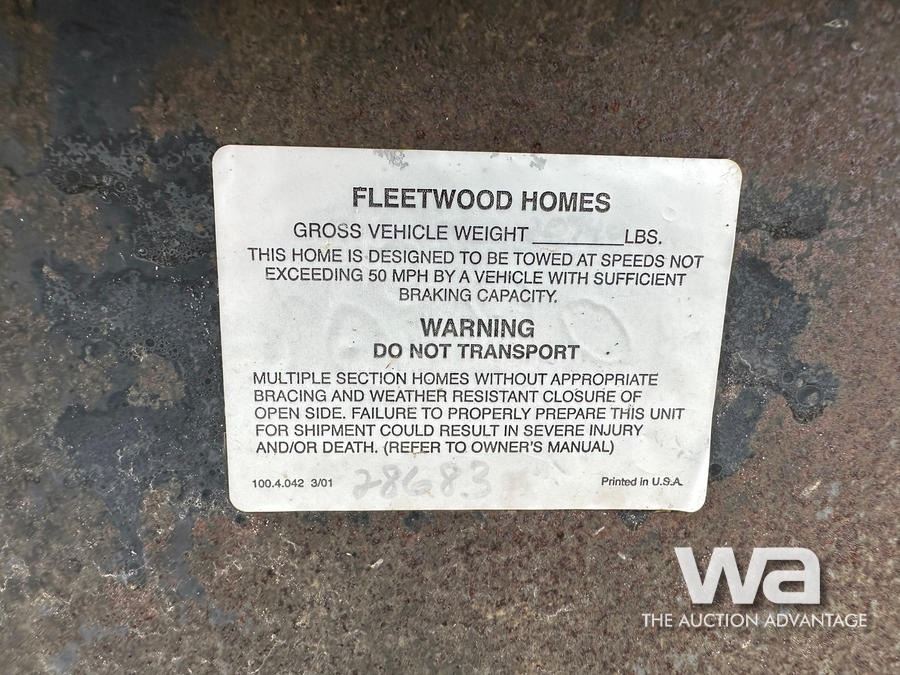 FLEETWOOD HOMES
GROSS VEHICLE WEIGHT ________LBS.
THIS HOME IS DESIGNED TO BE TOWED AT SPEEDS NOT
EXCEEDING 50 MPH BY A VEHICLE WITH SUFFICIENT
BRAKING CAPACITY.
WARNING
DO NOT TRANSPORT
MULTIPLE SECTION HOMES WITHOUT APPROPRIATE
BRACING AND WEATHER RESISTANT CLOSURE OF
OPEN SIDE. FAILURE TO PROPERLY PREPARE THIS UNIT
FOR SHIPMENT COULD RESULT IN SEVERE INJURY
AND/OR DEATH. (REFER TO OWNER'S MANUAL)
100.4.042 3/01 28683 Printed in U.S.A.
wa
THE AUCTION ADVANTAGE